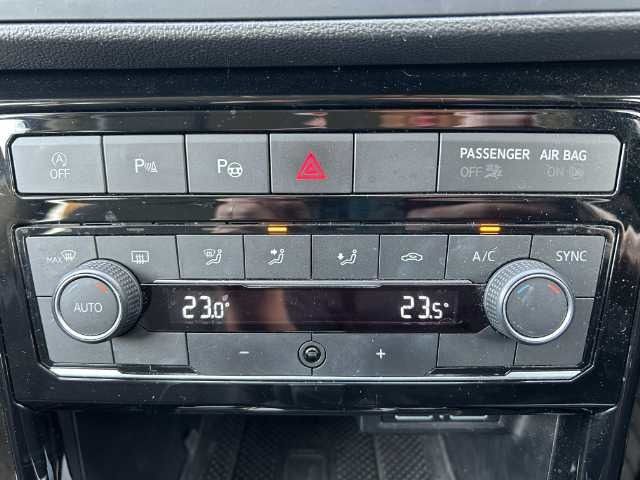 A OFF P P PASSENGER AIR BAG
OFF ON
MAX A/C SYNC
AUTO 23.0° 23.5°
- +